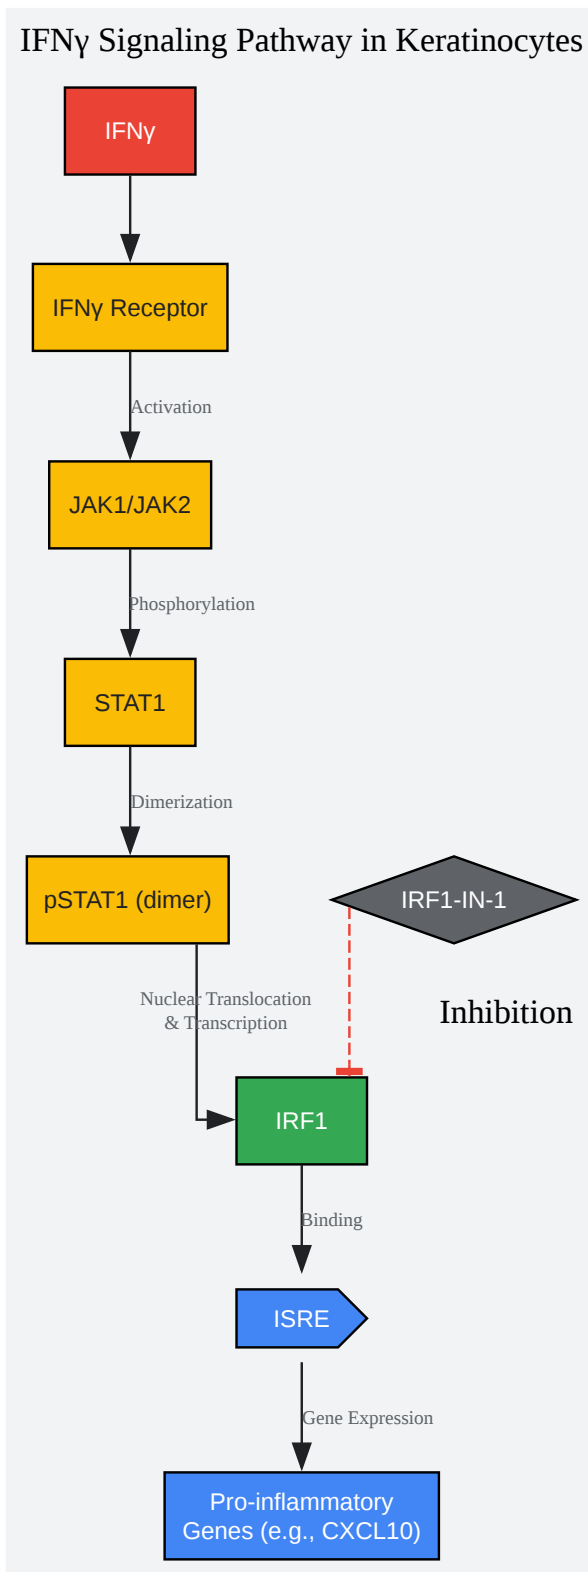 IFNγ Signaling Pathway in Keratinocytes
IFNγ
IFNγ Receptor
Activation
JAK1/JAK2
Phosphorylation
STAT1
Dimerization
pSTAT1 (dimer)
IRF1-IN-1
Nuclear Translocation
& Transcription
Inhibition
IRF1
Binding
ISRE
Gene Expression
Pro-inflammatory
Genes (e.g., CXCL10)